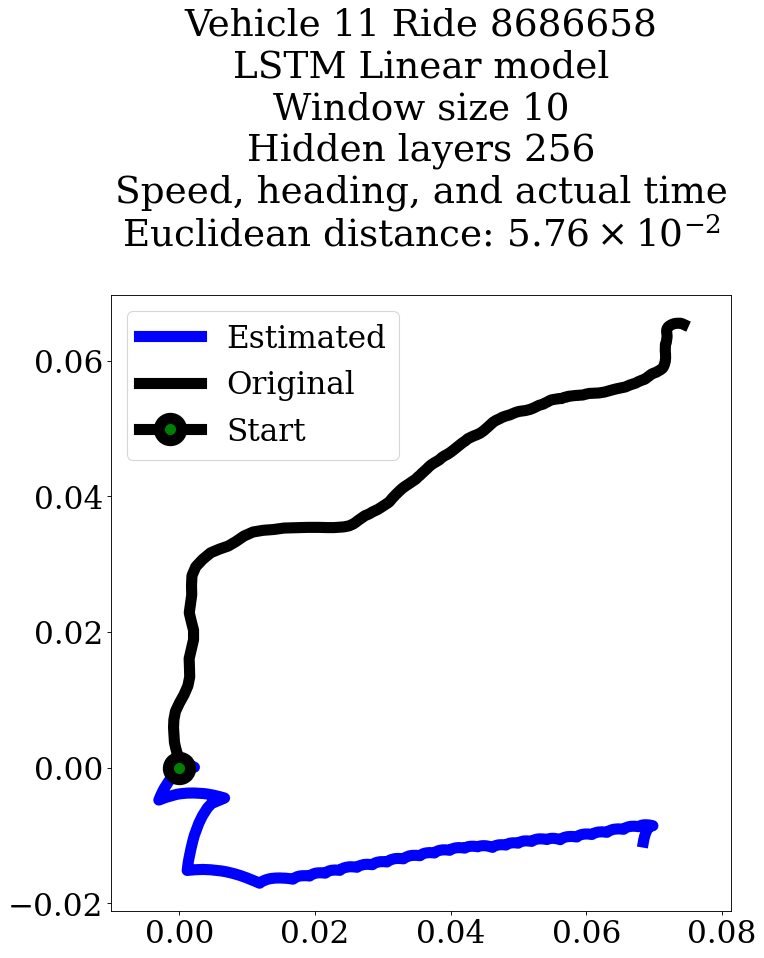 Vehicle 11 Ride 8686658
LSTM Linear model
Window size 10
Hidden layers 256
Speed, heading, and actual time
Euclidean distance: 5.76 × 10⁻²
Estimated
Original
Start
0.06
0.04
0.02
0.00
−0.02
0.00 0.02 0.04 0.06 0.08